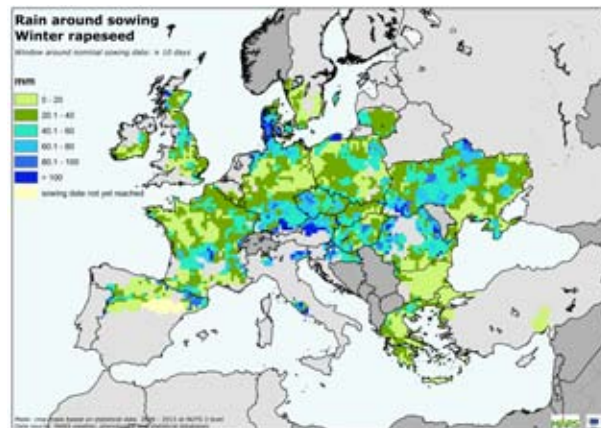 Rain around sowing
Winter rapeseed
Window around nominal sowing date: ± 10 days
mm
0 - 20
20.1 - 40
40.1 - 60
60.1 - 80
80.1 - 100
> 100
sowing date not yet reached
MARS